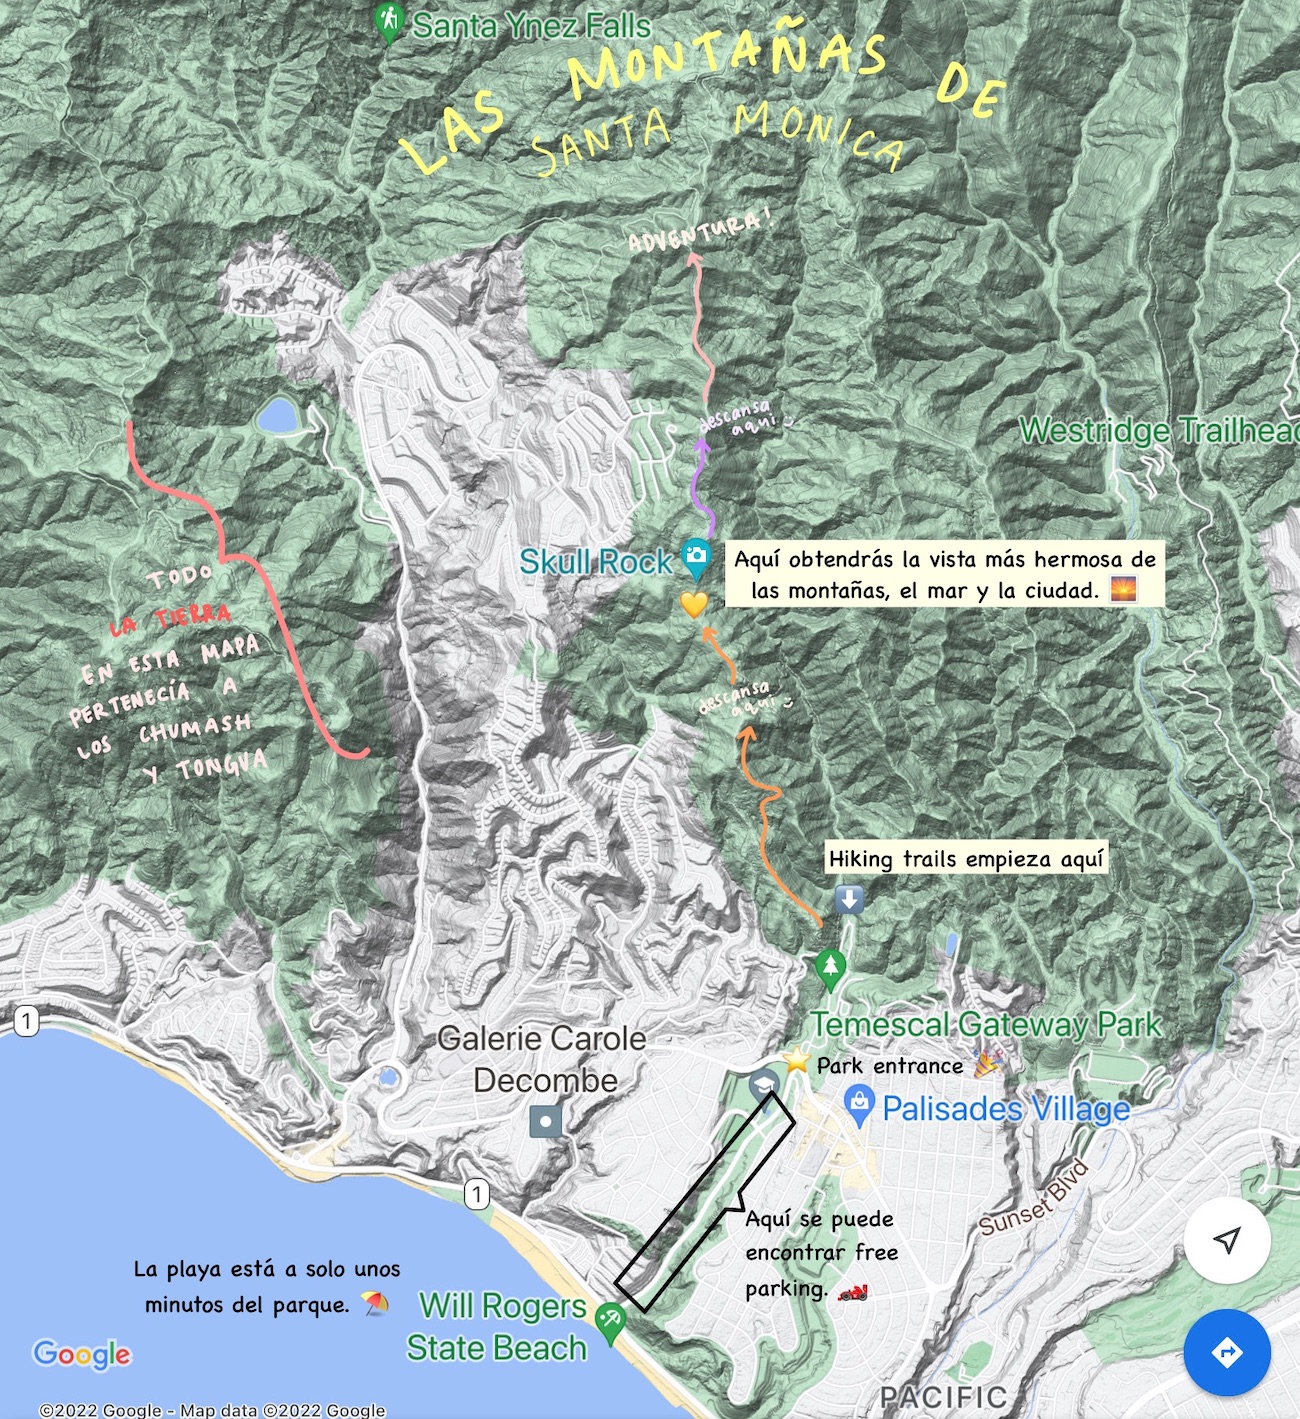 Santa Ynez Falls
LAS MONTAÑAS DE
SANTA MONICA
ADVENTURA!
descansa
aquí
Westridge Trailhead
Skull Rock
Aquí obtendrás la vista más hermosa de
las montañas, el mar y la ciudad.
TODO
LA TIERRA
EN ESTA MAPA
PERTENECÍA A
LOS CHUMASH
Y TONGVA
descansa
aquí
Hiking trails empieza aquí
1
Temescal Gateway Park
Galerie Carole
Decombe
Park entrance
Palisades Village
1
Sunset Blvd
Aquí se puede
encontrar free
parking.
La playa está a solo unos
minutos del parque.
Will Rogers
State Beach
Google
PACIFIC
©2022 Google - Map data ©2022 Google